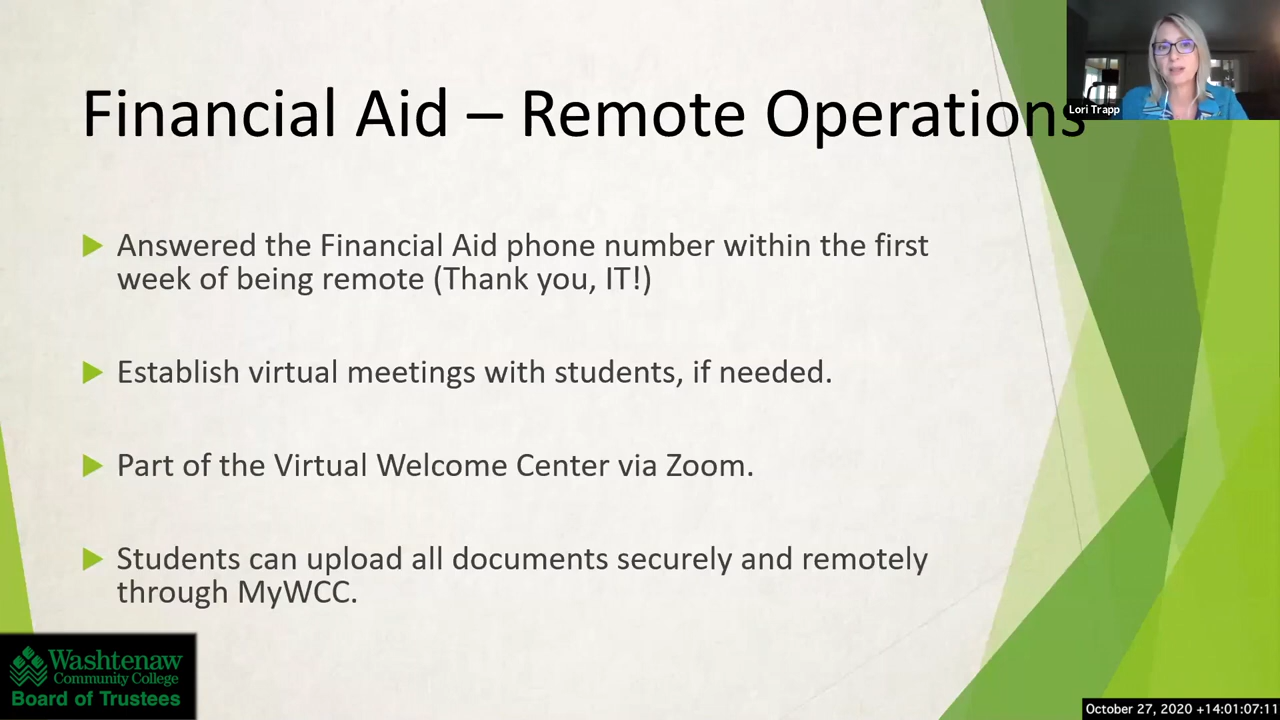 Financial Aid – Remote Operations
Lori Trapp
Answered the Financial Aid phone number within the first
week of being remote (Thank you, IT!)
Establish virtual meetings with students, if needed.
Part of the Virtual Welcome Center via Zoom.
Students can upload all documents securely and remotely
through MyWCC.
Washtenaw
Community College
Board of Trustees
October 27, 2020 +14:01:07:11